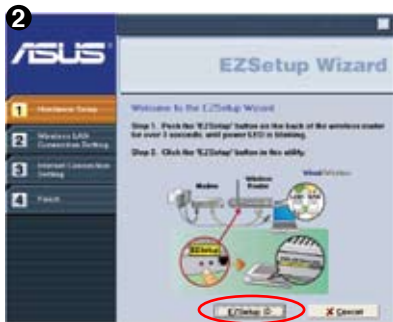 2
ASUS
EZSetup Wizard
1 Hardware Setup
2 Wireless LAN
Connection Setting
3 Internet Connection
Setting
4 Finish
Welcome to the EZSetup Wizard
Step 1. Push the 'EZSetup' button on the back of the wireless router
for over 3 seconds, until power LED is blinking.
Step 2. Click the 'EZSetup' button in the utility.
Modem
Wireless
Router
EZSetup
EZSetup
Cancel